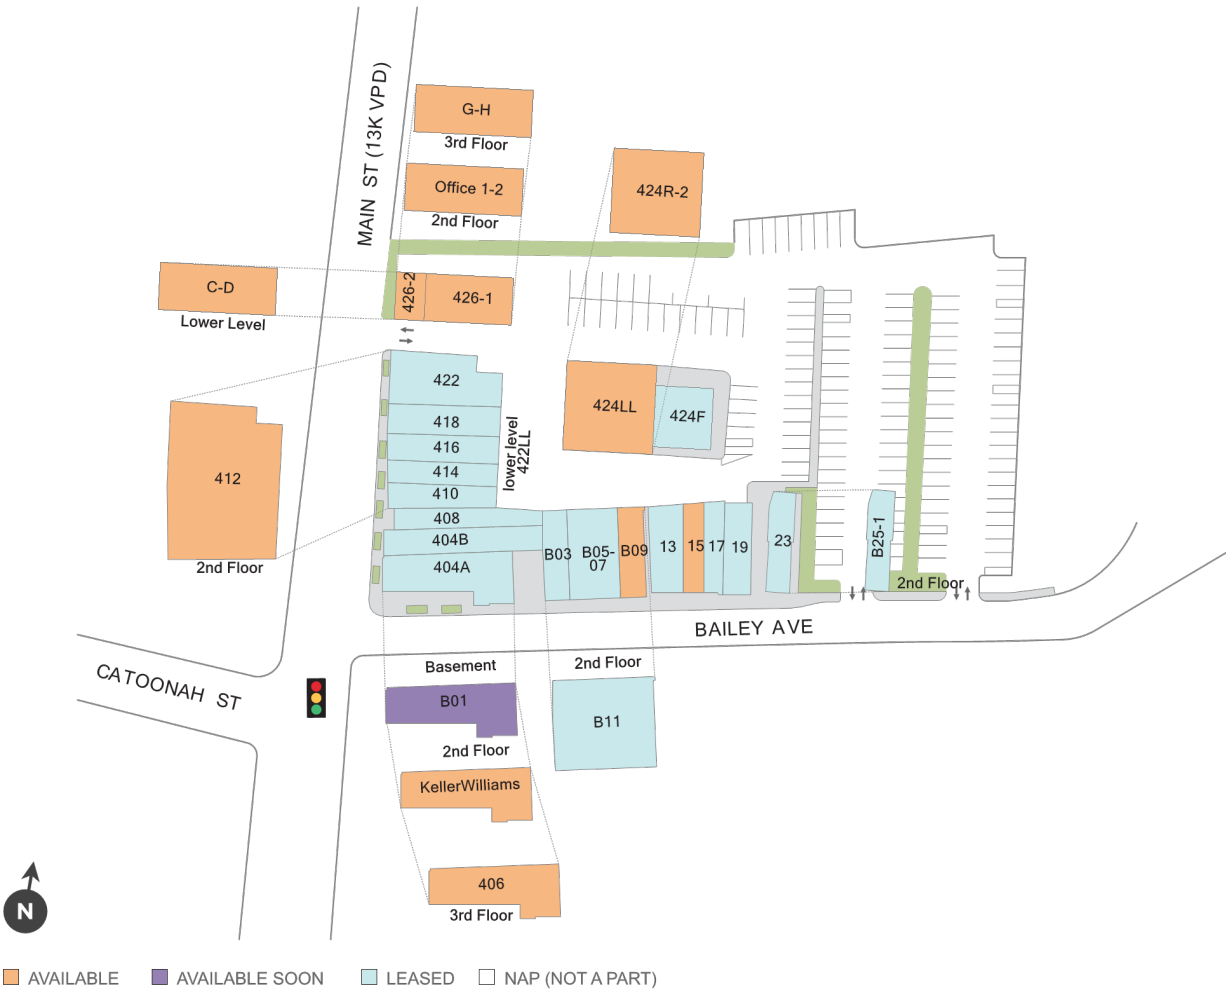 MAIN ST (13K VPD)
G-H
3rd Floor
Office 1-2
2nd Floor
424R-2
C-D
Lower Level
426-2
426-1
422
418
416
414
410
408
404B
404A
lower level
422LL
424LL
424F
412
2nd Floor
B03
B05-
07
B09
13
15
17
19
23
B25-1
2nd Floor
BAILEY AVE
CATOONAH ST
Basement
B01
2nd Floor
B11
2nd Floor
KellerWilliams
406
3rd Floor
N
AVAILABLE
AVAILABLE SOON
LEASED
NAP (NOT A PART)